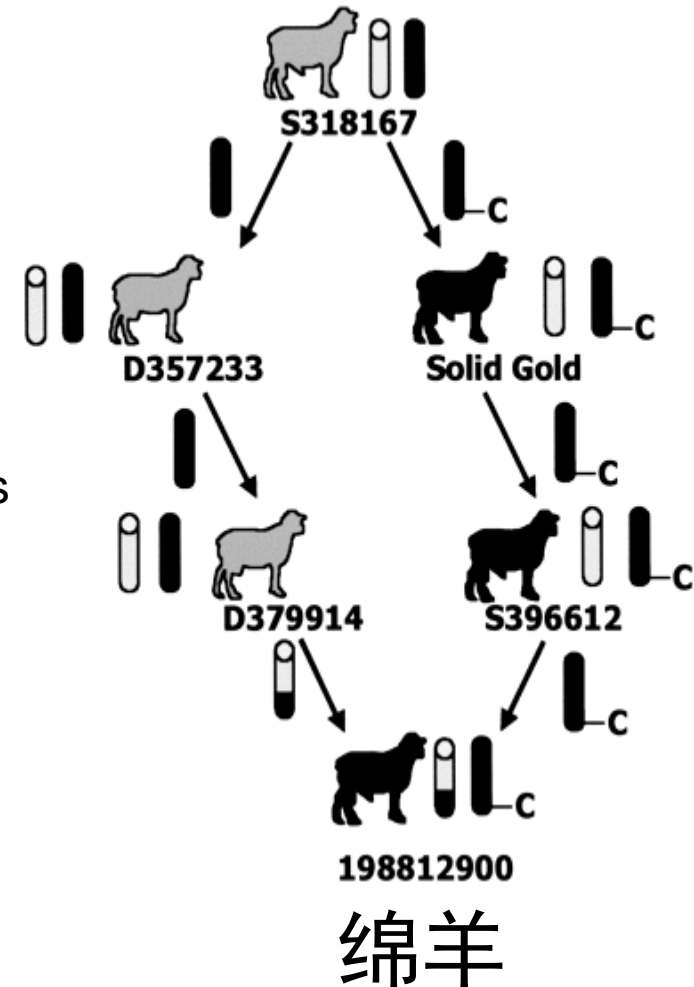 S318167
C
C
D357233
Solid Gold
C
s
C
D379914
S396612
C
C
198812900
绵羊